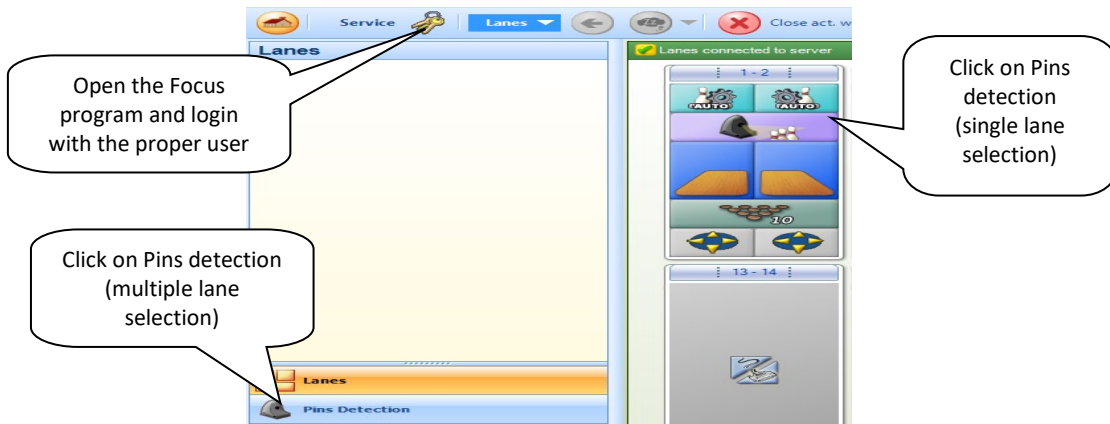 Service
Lanes
Close act. w
Lanes
Lanes connected to server
Open the Focus
program and login
with the proper user
1 - 2
AUTO
AUTO
Click on Pins
detection
(single lane
selection)
10
Click on Pins detection
(multiple lane
selection)
13 - 14
Lanes
Pins Detection